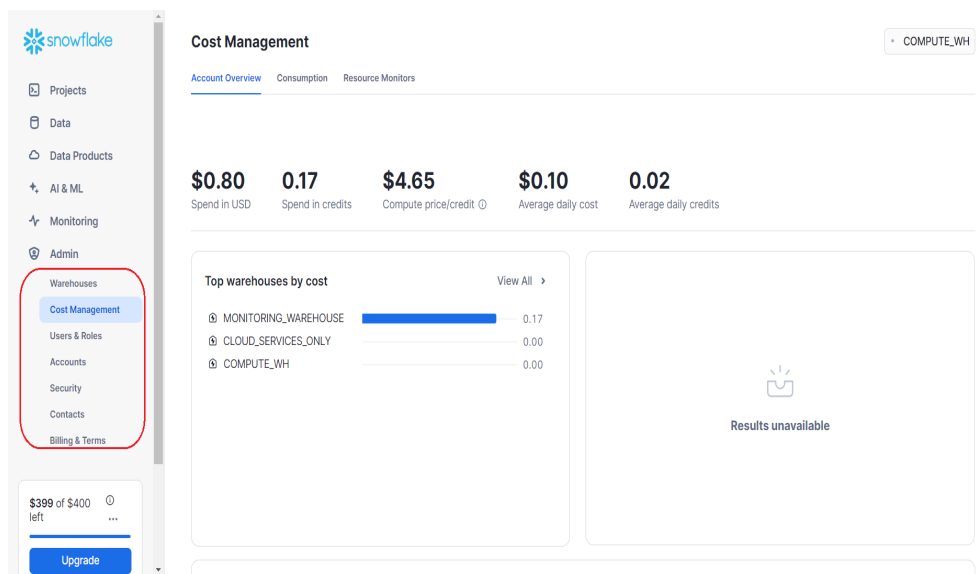 snowflake
Projects
Data
Data Products
AI & ML
Monitoring
Admin
Warehouses
Cost Management
Users & Roles
Accounts
Security
Contacts
Billing & Terms
$399 of $400
left
...
Upgrade
Cost Management
COMPUTE_WH
Account Overview Consumption Resource Monitors
$0.80 0.17 $4.65 $0.10 0.02
Spend in USD Spend in credits Compute price/credit Average daily cost Average daily credits
Top warehouses by cost View All
MONITORING_WAREHOUSE 0.17
CLOUD_SERVICES_ONLY 0.00
COMPUTE_WH 0.00
Results unavailable